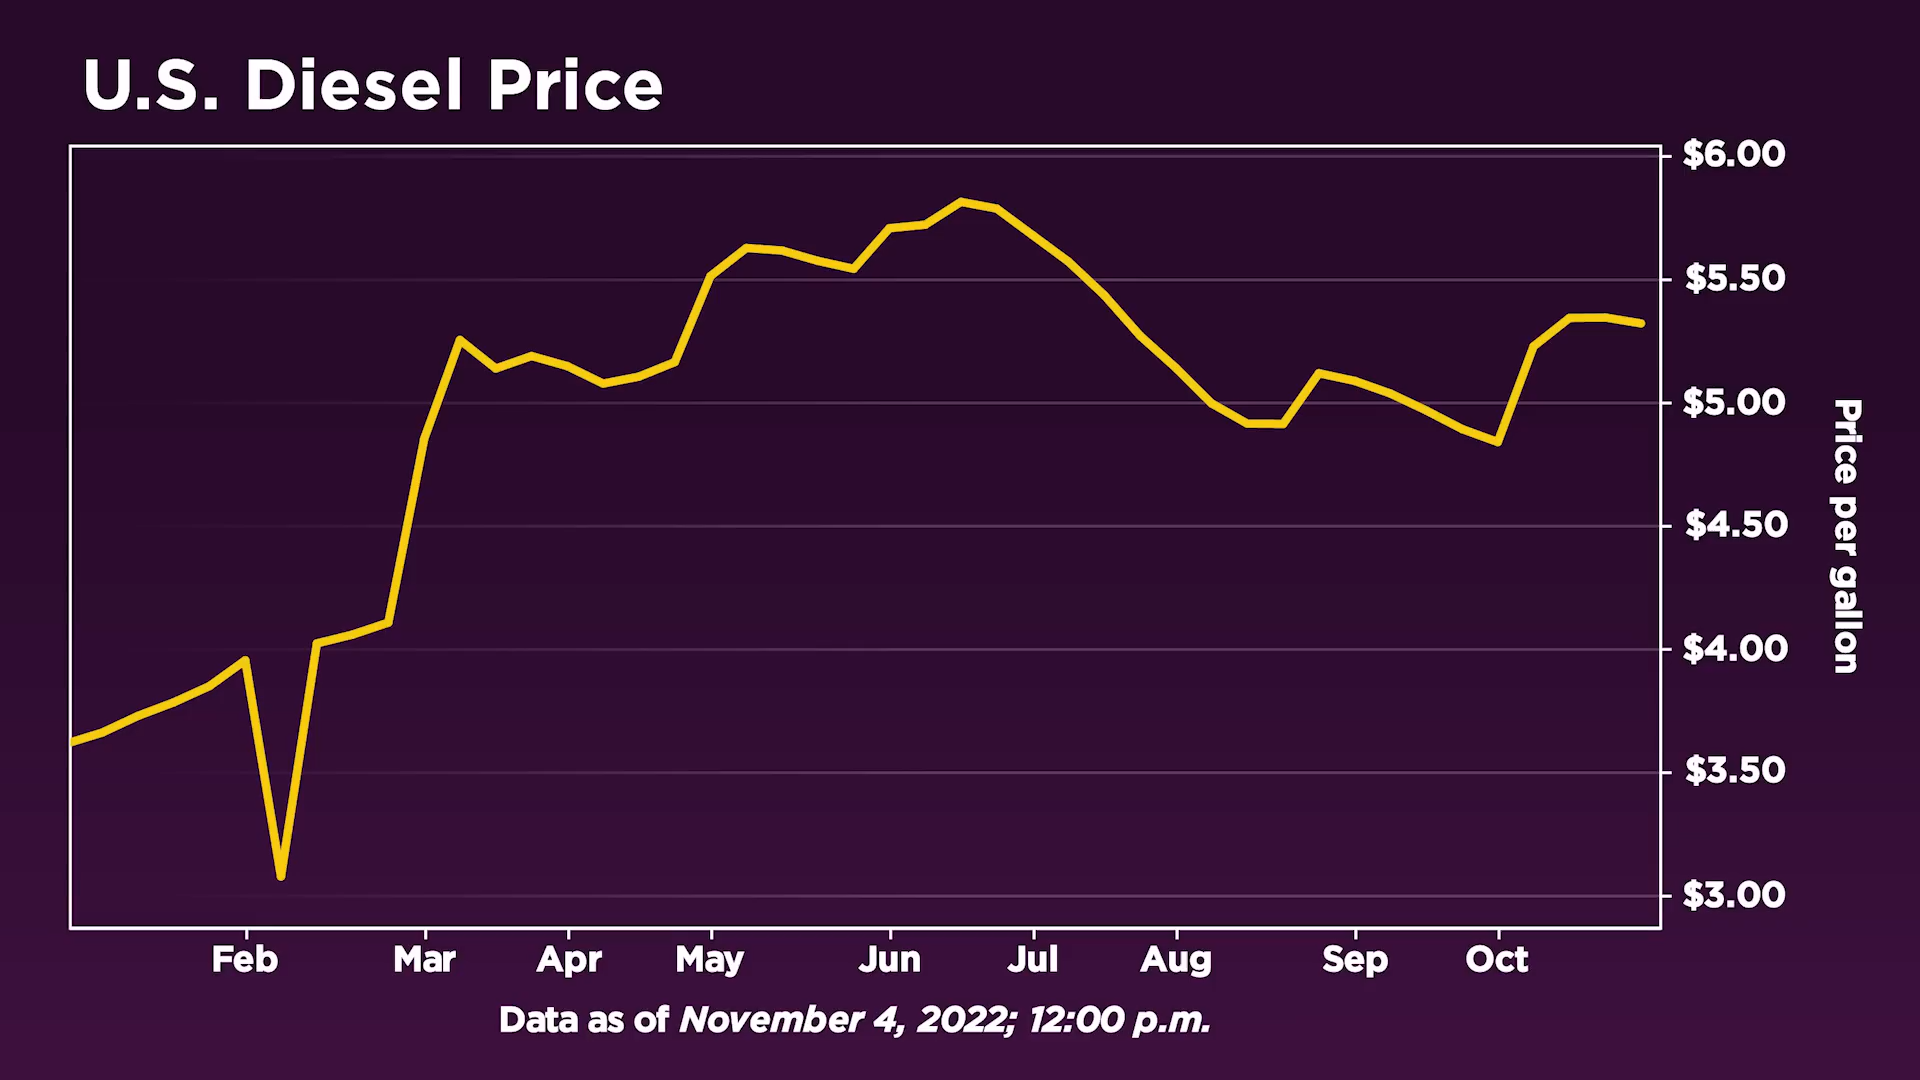 U.S. Diesel Price
$6.00
$5.50
$5.00
$4.50
$4.00
$3.50
$3.00
Price per gallon
Feb Mar Apr May Jun Jul Aug Sep Oct
Data as of November 4, 2022; 12:00 p.m.